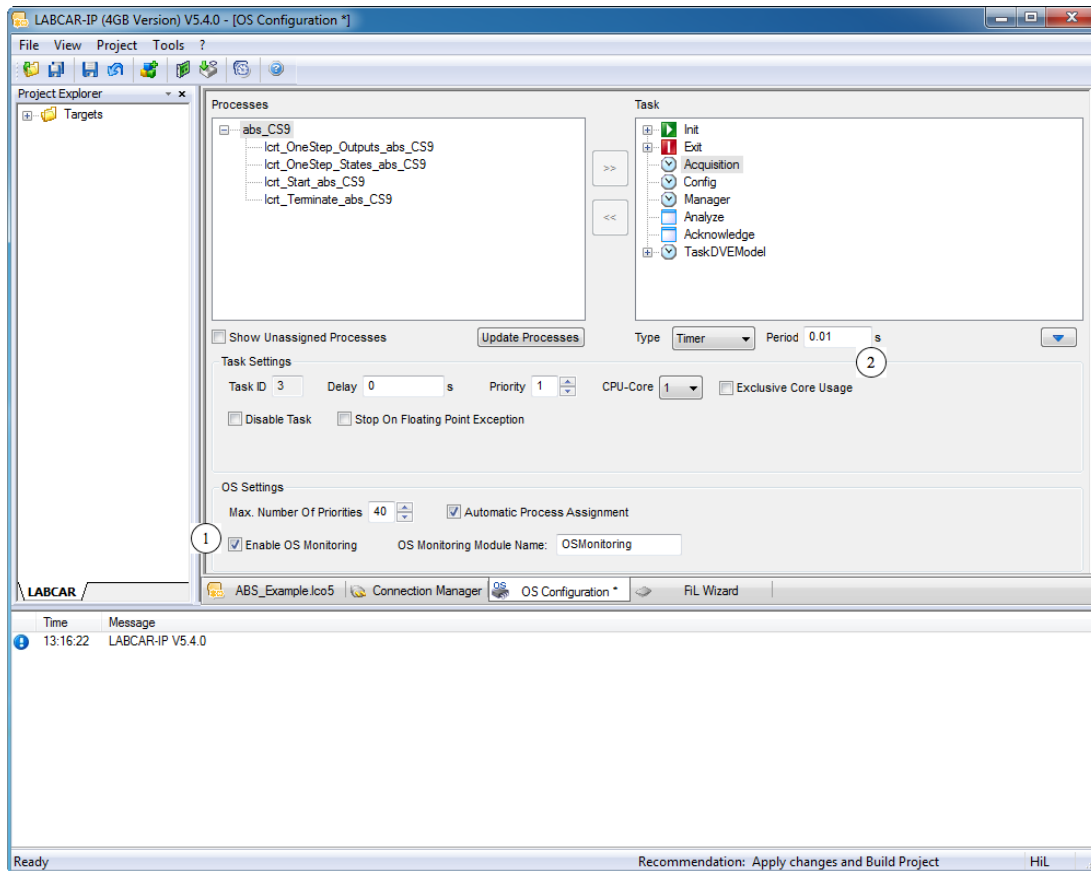 LABCAR-IP (4GB Version) V5.4.0 - [OS Configuration *]
File View Project Tools ?
Project Explorer
Targets
LABCAR
Processes
abs_CS9
lcrt_OneStep_Outputs_abs_CS9
lcrt_OneStep_States_abs_CS9
lcrt_Start_abs_CS9
lcrt_Terminate_abs_CS9
>>
<<
Task
Init
Exit
Acquisition
Config
Manager
Analyze
Acknowledge
TaskDVEModel
Show Unassigned Processes Update Processes Type Timer Period 0.01 s
2
Task Settings
Task ID 3 Delay 0 s Priority 1 CPU-Core 1 Exclusive Core Usage
Disable Task Stop On Floating Point Exception
OS Settings
Max. Number Of Priorities 40 Automatic Process Assignment
1 Enable OS Monitoring OS Monitoring Module Name: OSMonitoring
ABS_Example.lco5 Connection Manager OS OS Configuration * FiL Wizard
Time Message
13:16:22 LABCAR-IP V5.4.0
Ready Recommendation: Apply changes and Build Project HiL